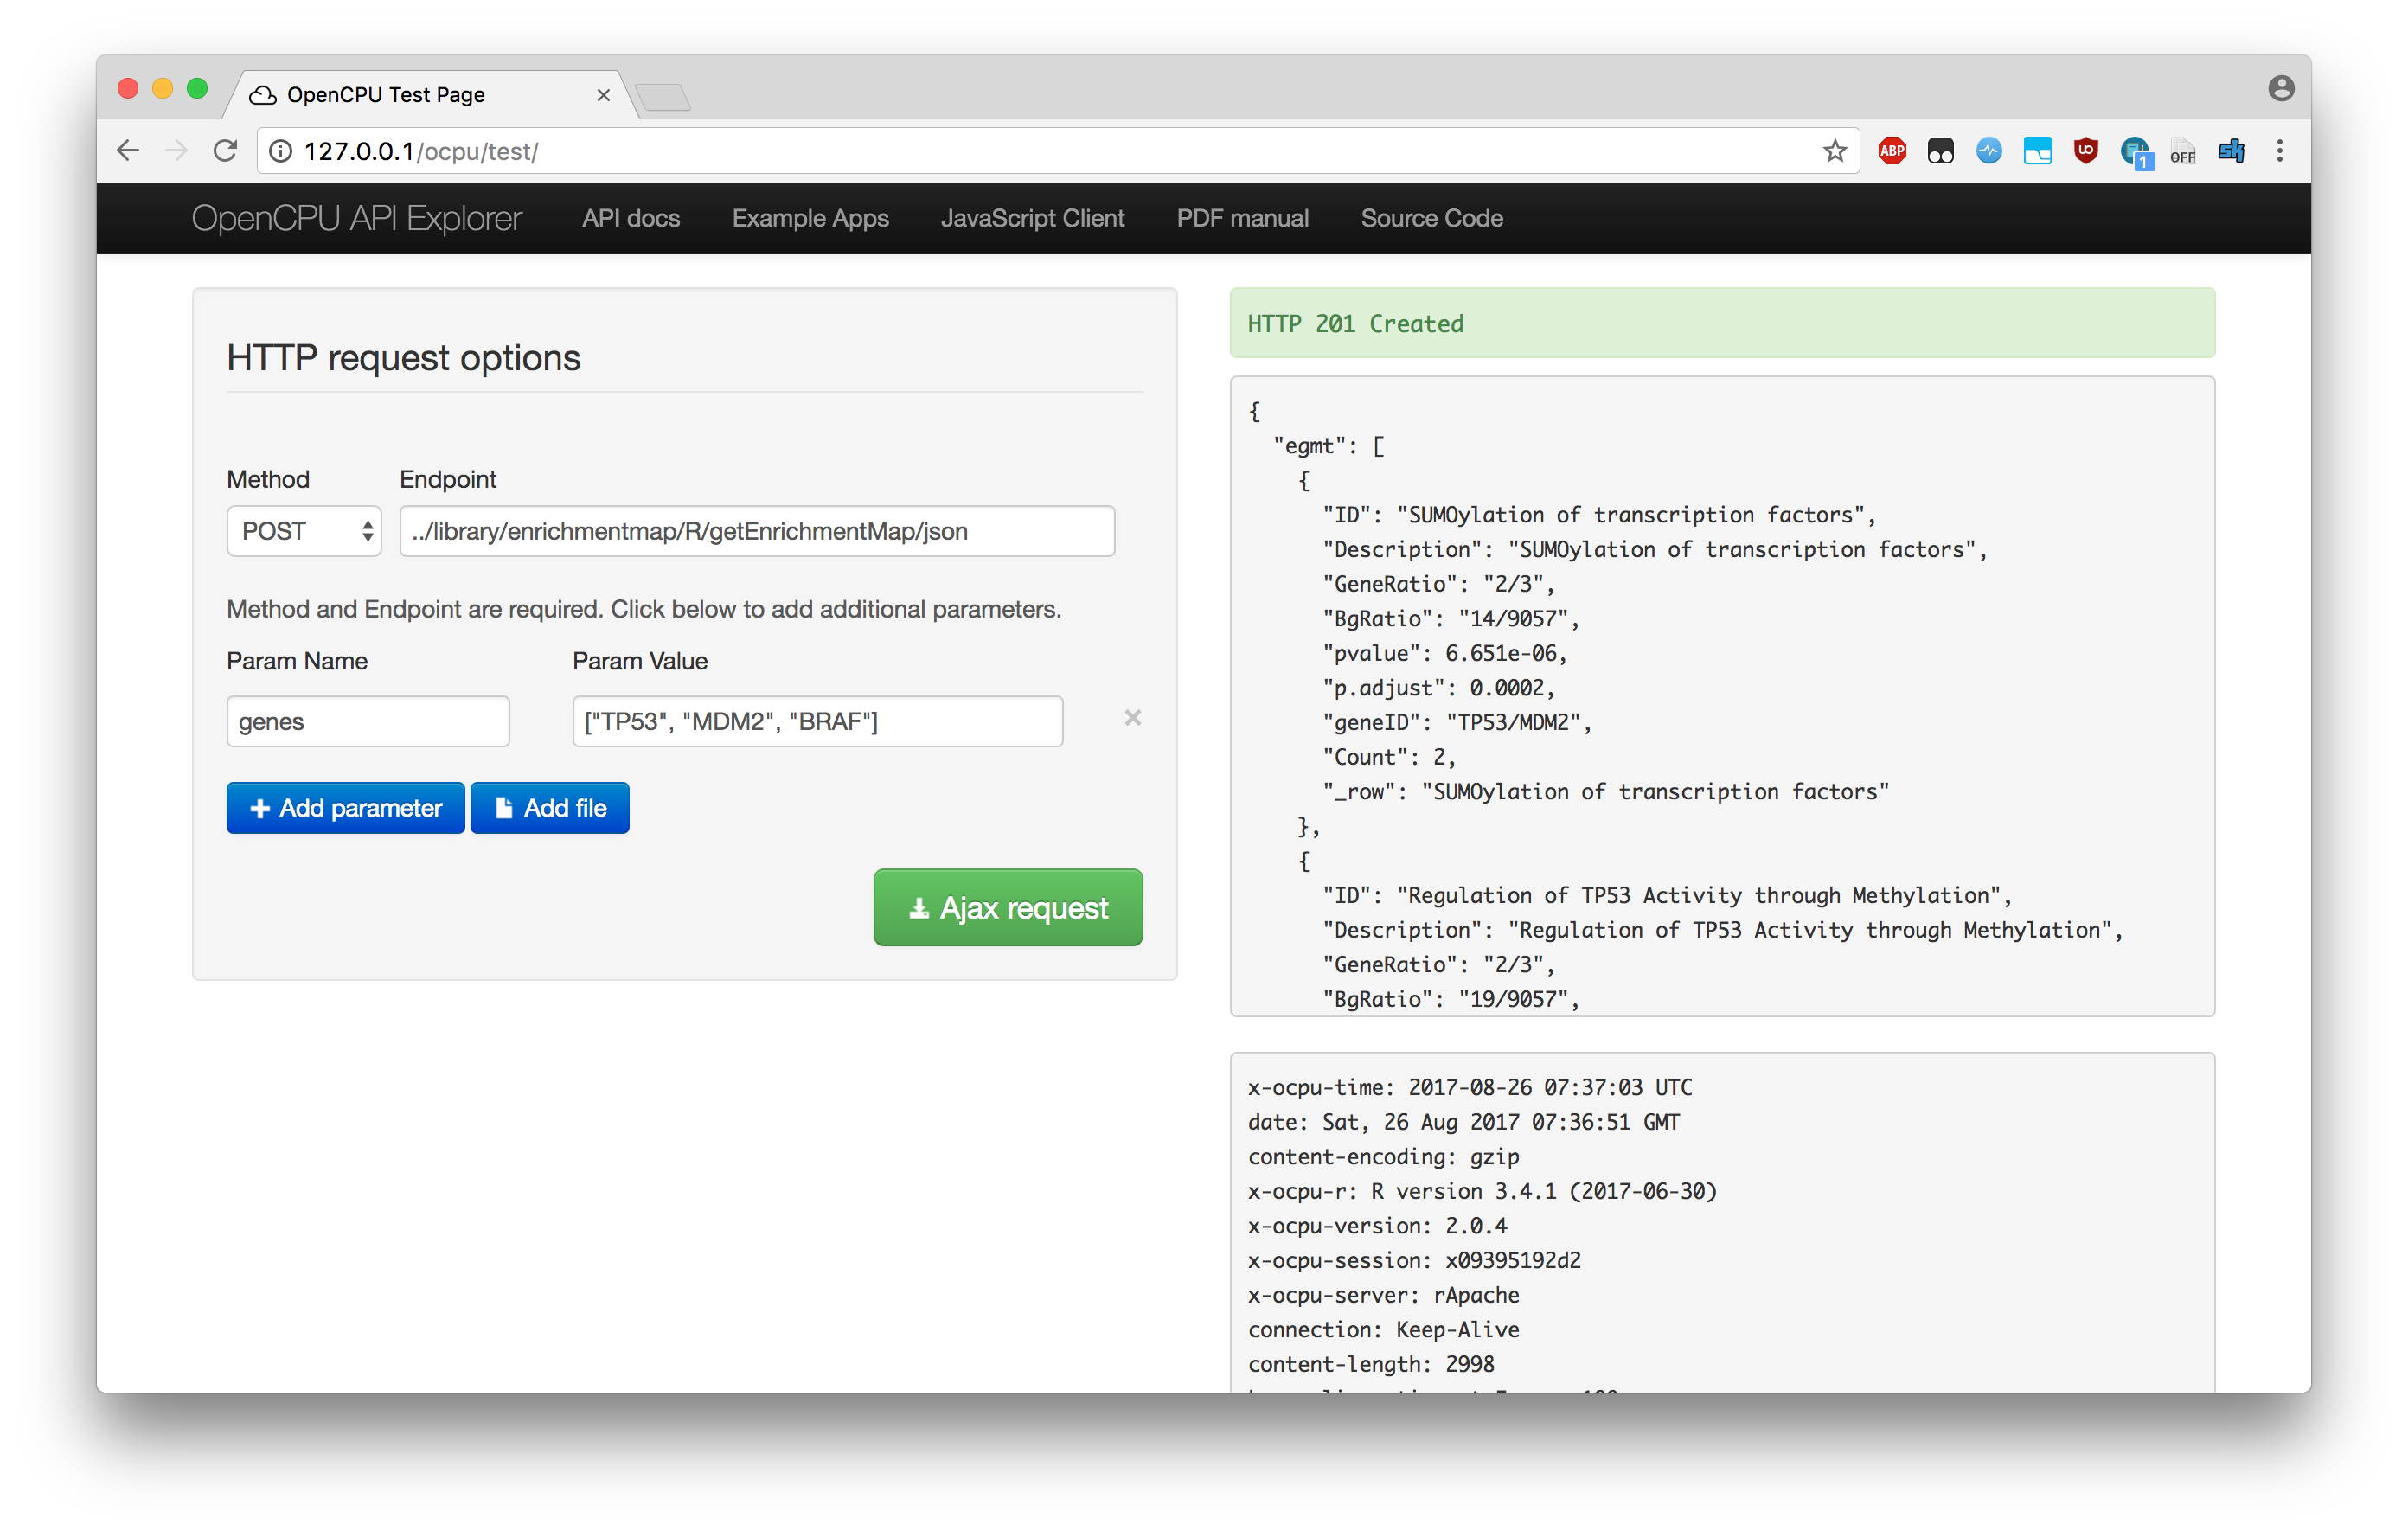 OpenCPU Test Page
127.0.0.1/ocpu/test/
ABP
UO
1
OFF
sk
OpenCPU API Explorer API docs Example Apps JavaScript Client PDF manual Source Code
HTTP request options
Method Endpoint
POST ../library/enrichmentmap/R/getEnrichmentMap/json
Method and Endpoint are required. Click below to add additional parameters.
Param Name Param Value
genes ["TP53", "MDM2", "BRAF"]
Add parameter Add file
Ajax request
HTTP 201 Created
{
"egmt": [
{
"ID": "SUMOylation of transcription factors",
"Description": "SUMOylation of transcription factors",
"GeneRatio": "2/3",
"BgRatio": "14/9057",
"pvalue": 6.651e-06,
"p.adjust": 0.0002,
"geneID": "TP53/MDM2",
"Count": 2,
"_row": "SUMOylation of transcription factors"
},
{
"ID": "Regulation of TP53 Activity through Methylation",
"Description": "Regulation of TP53 Activity through Methylation",
"GeneRatio": "2/3",
"BgRatio": "19/9057",
x-ocpu-time: 2017-08-26 07:37:03 UTC
date: Sat, 26 Aug 2017 07:36:51 GMT
content-encoding: gzip
x-ocpu-r: R version 3.4.1 (2017-06-30)
x-ocpu-version: 2.0.4
x-ocpu-session: x09395192d2
x-ocpu-server: rApache
connection: Keep-Alive
content-length: 2998